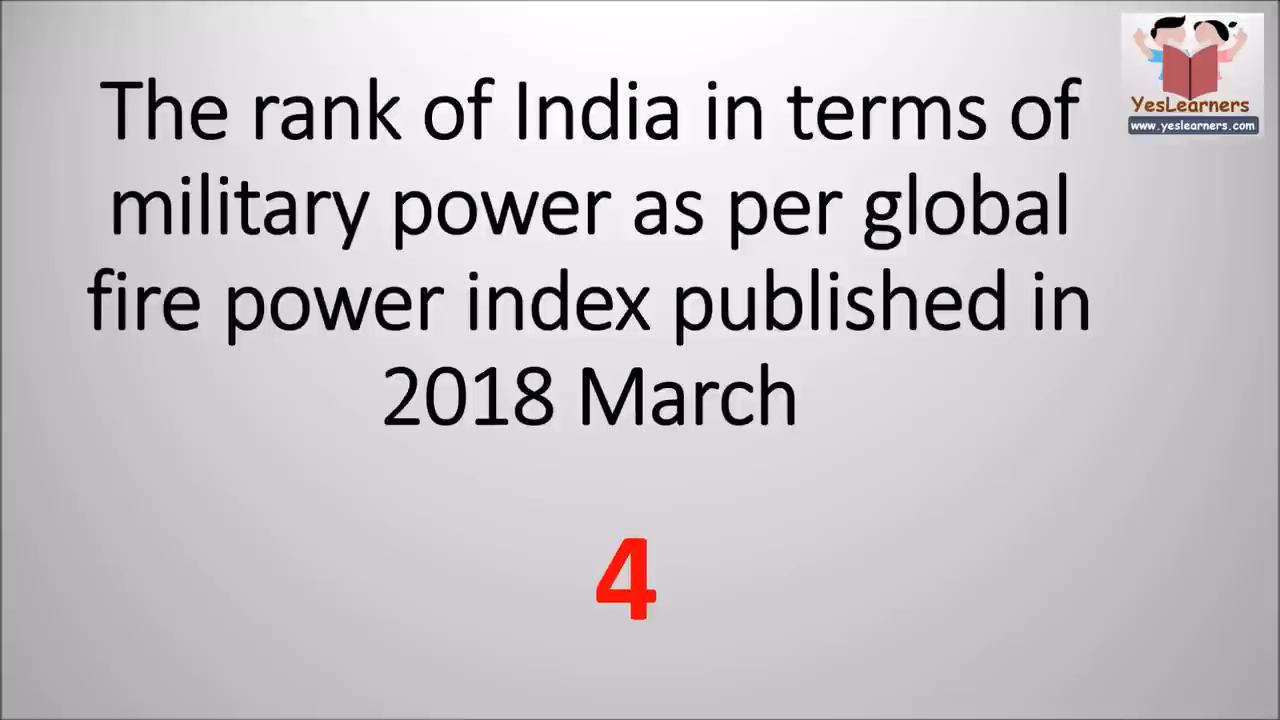 The rank of India in terms of
military power as per global
fire power index published in
2018 March
4
YesLearners
www.yeslearners.com